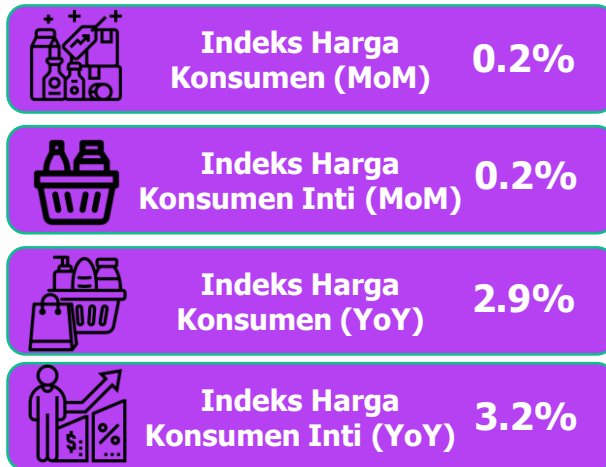 Indeks Harga
Konsumen (MoM)
0.2%
Indeks Harga
Konsumen Inti (MoM)
0.2%
Indeks Harga
Konsumen (YoY)
2.9%
Indeks Harga
Konsumen Inti (YoY)
3.2%
$:
%